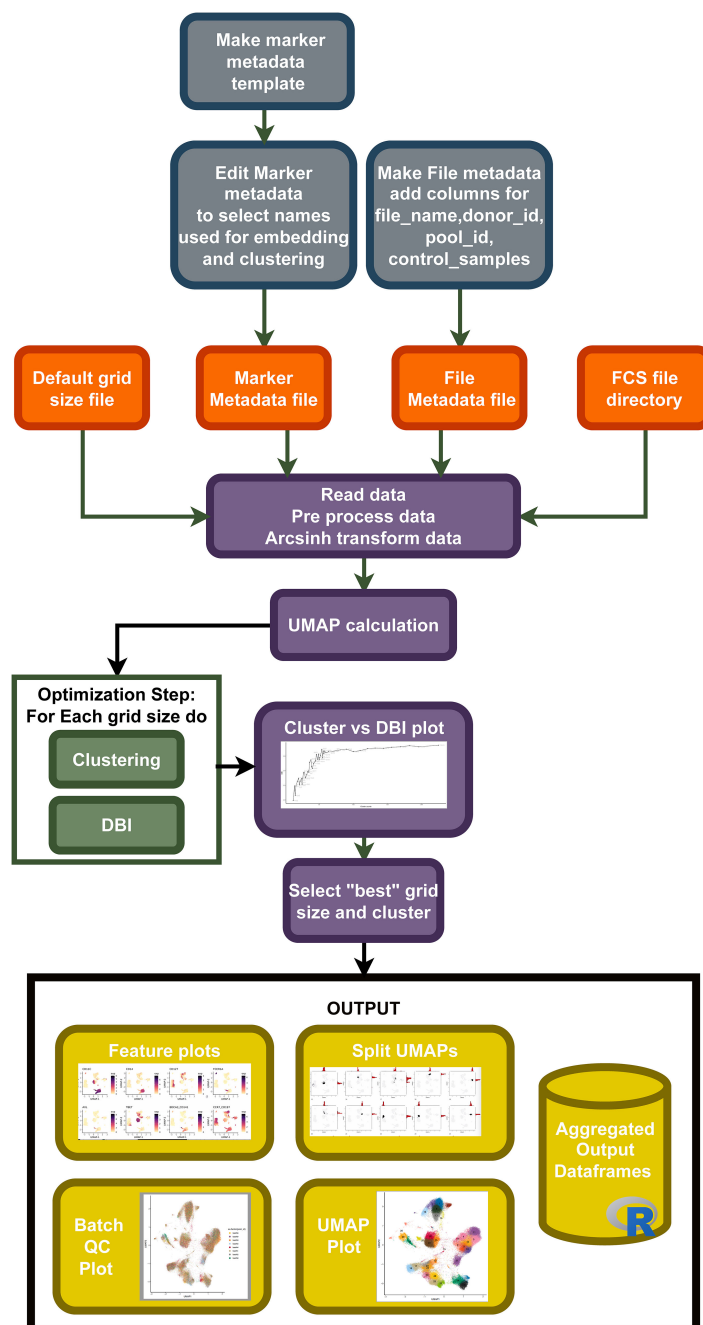 Make marker
metadata
template
Edit Marker
metadata
to select names
used for embedding
and clustering
Make File metadata
add columns for
file_name,donor_id,
pool_id,
control_samples
Default grid
size file
Marker
Metadata file
File
Metadata file
FCS file
directory
Read data
Pre process data
Arcsinh transform data
UMAP calculation
Optimization Step:
For Each grid size do
Clustering
DBI
Cluster vs DBI plot
Select "best" grid
size and cluster
OUTPUT
Feature plots
Split UMAPs
Aggregated
Output
Dataframes
R
Batch
QC
Plot
UMAP
Plot